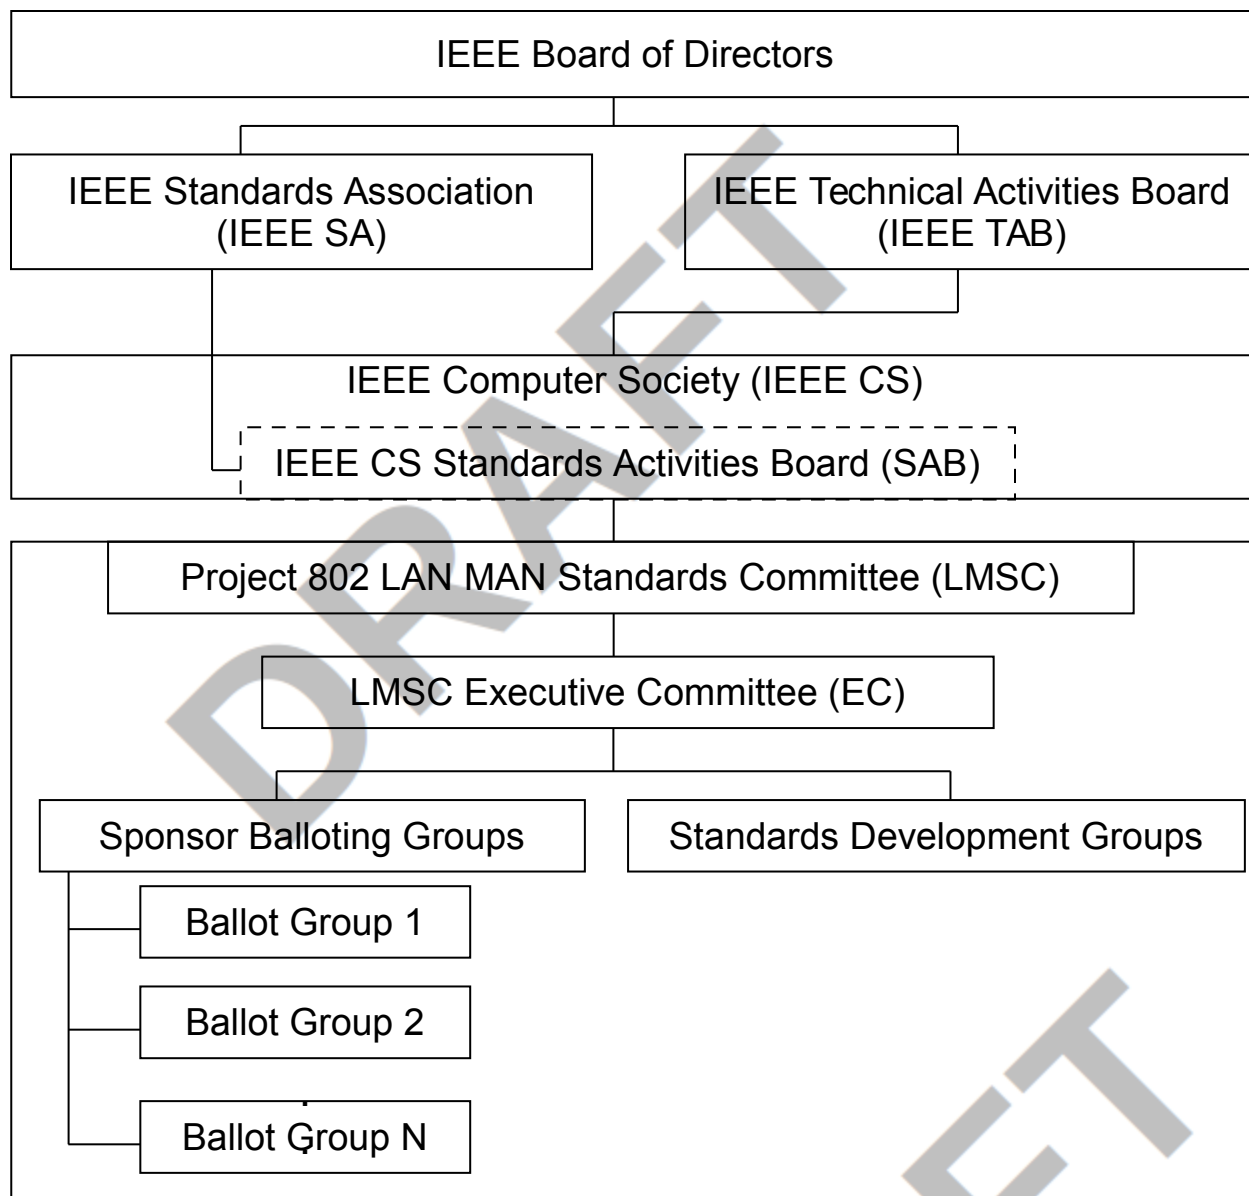 IEEE Board of Directors
IEEE Standards Association
(IEEE SA)
IEEE Technical Activities Board
(IEEE TAB)
IEEE Computer Society (IEEE CS)
IEEE CS Standards Activities Board (SAB)
Project 802 LAN MAN Standards Committee (LMSC)
LMSC Executive Committee (EC)
Sponsor Balloting Groups
Standards Development Groups
Ballot Group 1
Ballot Group 2
Ballot Group N
DRAFT
FT